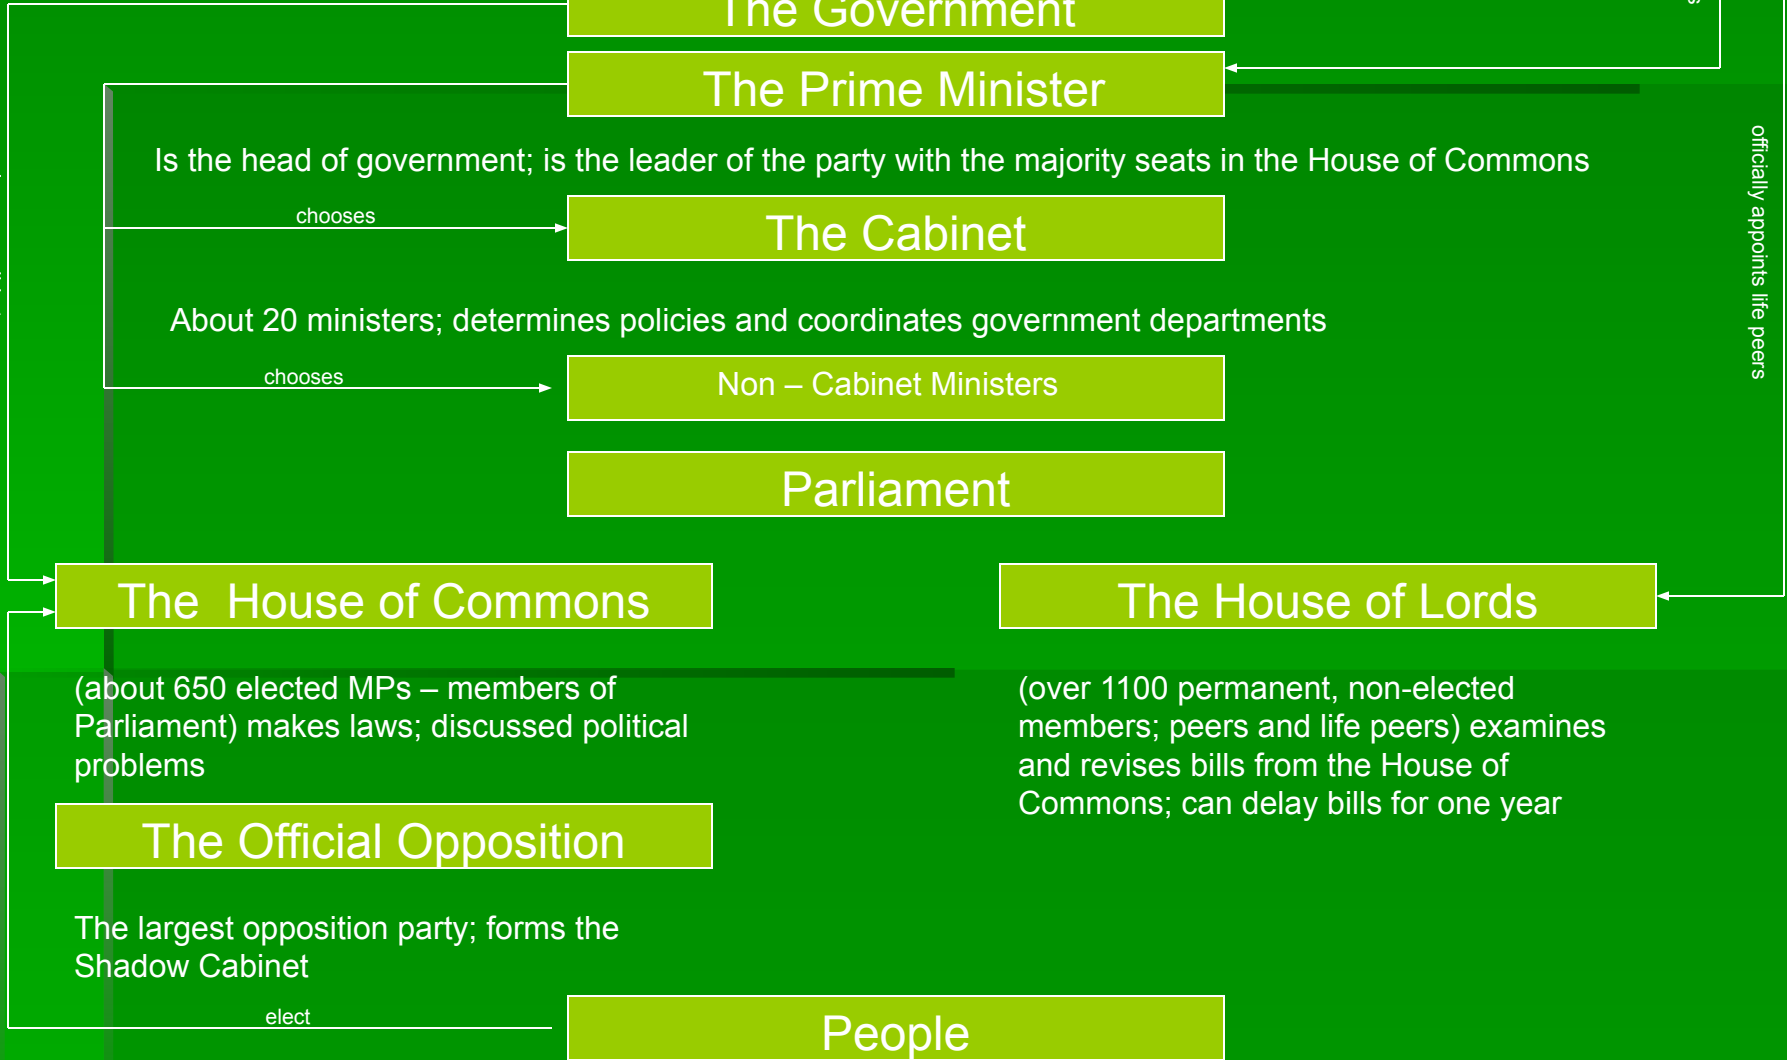 The Government
The Prime Minister
Is the head of government; is the leader of the party with the majority seats in the House of Commons
chooses
The Cabinet
officially appoints life peers
About 20 ministers; determines policies and coordinates government departments
chooses
Non – Cabinet Ministers
Parliament
The House of Commons
The House of Lords
(about 650 elected MPs – members of
Parliament) makes laws; discussed political
problems
(over 1100 permanent, non-elected
members; peers and life peers) examines
and revises bills from the House of
Commons; can delay bills for one year
The Official Opposition
The largest opposition party; forms the
Shadow Cabinet
elect
People